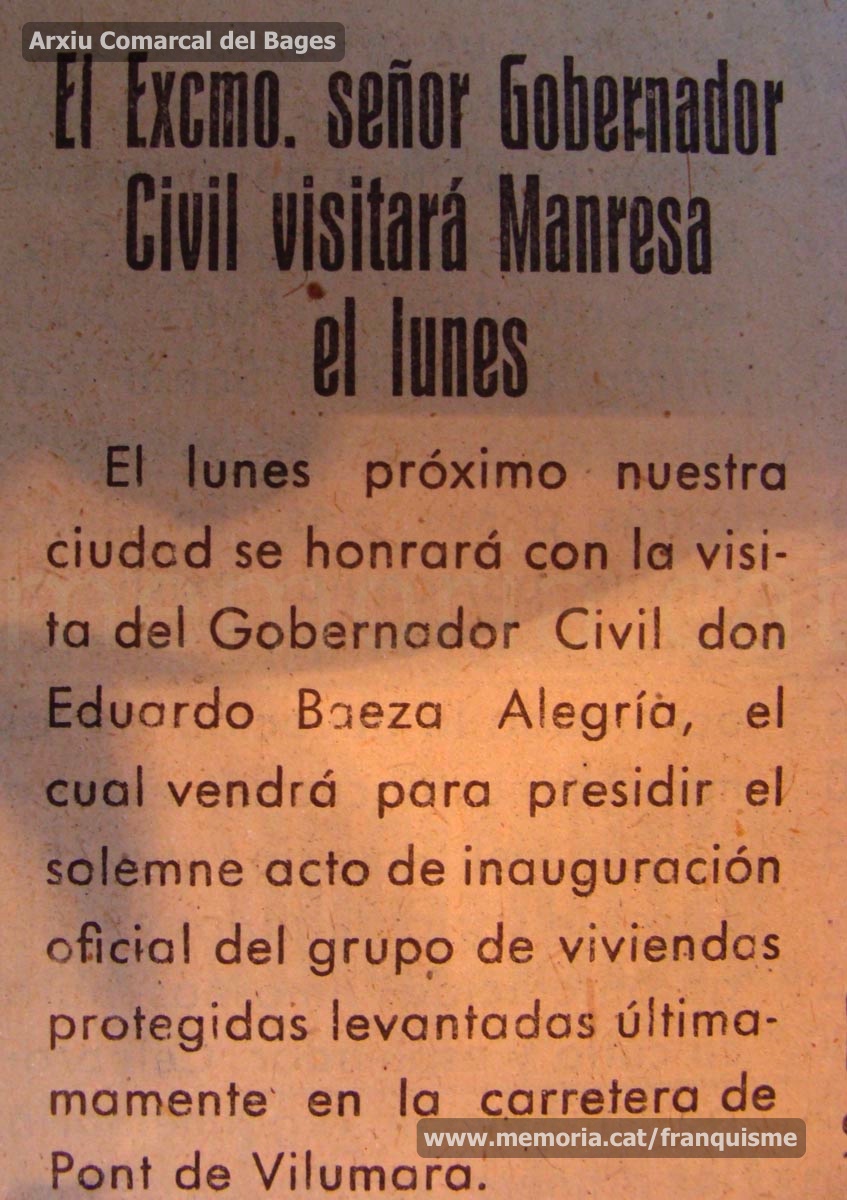 Arxiu Comarcal del Bages
El Excmo. señor Gobernador
Civil visitará Manresa
el lunes
El lunes próximo nuestra
ciudad se honrará con la visi-
ta del Gobernador Civil don
Eduardo Baeza Alegría, el
cual vendrá para presidir el
solemne acto de inauguración
oficial del grupo de viviendas
protegidas levantadas última-
mamente en la carretera de
Pont de Vilumara.
www.memoria.cat/franquisme